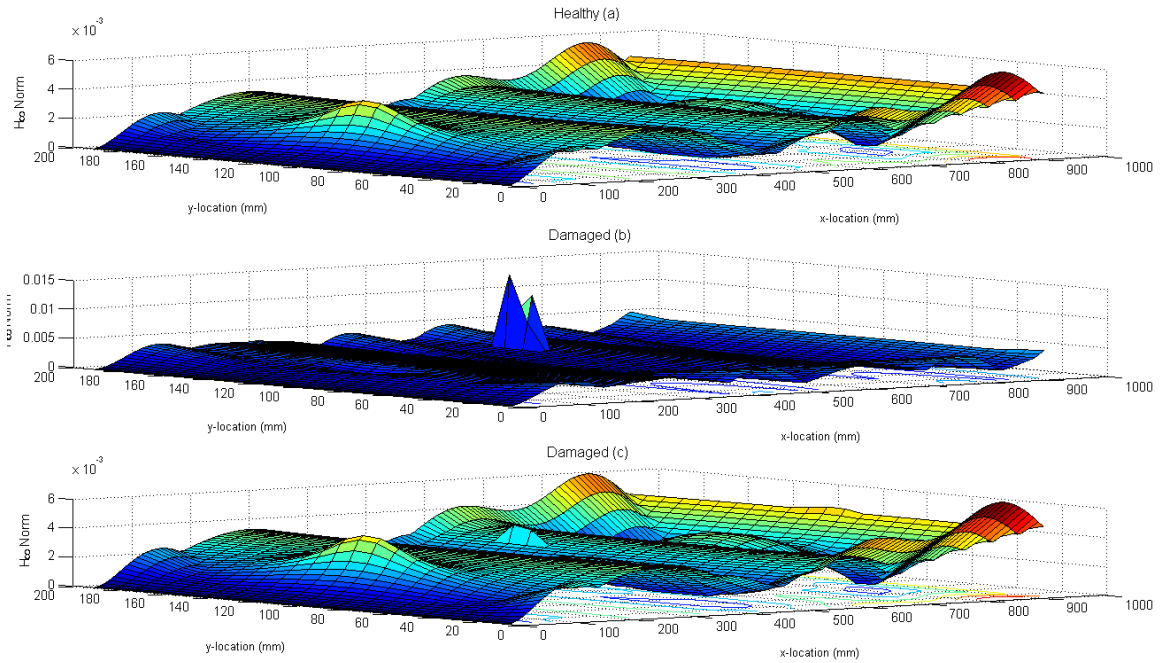 Healthy (a)
× 10⁻³
6
4
2
0
H∞ Norm
200 180 160 140 120 100 80 60 40 20 0
y-location (mm)
0 100 200 300 400 500 600 700 800 900 1000
x-location (mm)
Damaged (b)
0.015
0.01
0.005
0
Norm
200 180 160 140 120 100 80 60 40 20 0
y-location (mm)
0 100 200 300 400 500 600 700 800 900 1000
x-location (mm)
Damaged (c)
× 10⁻³
6
4
2
0
H∞ Norm
200 180 160 140 120 100 80 60 40 20 0
y-location (mm)
0 100 200 300 400 500 600 700 800 900 1000
x-location (mm)